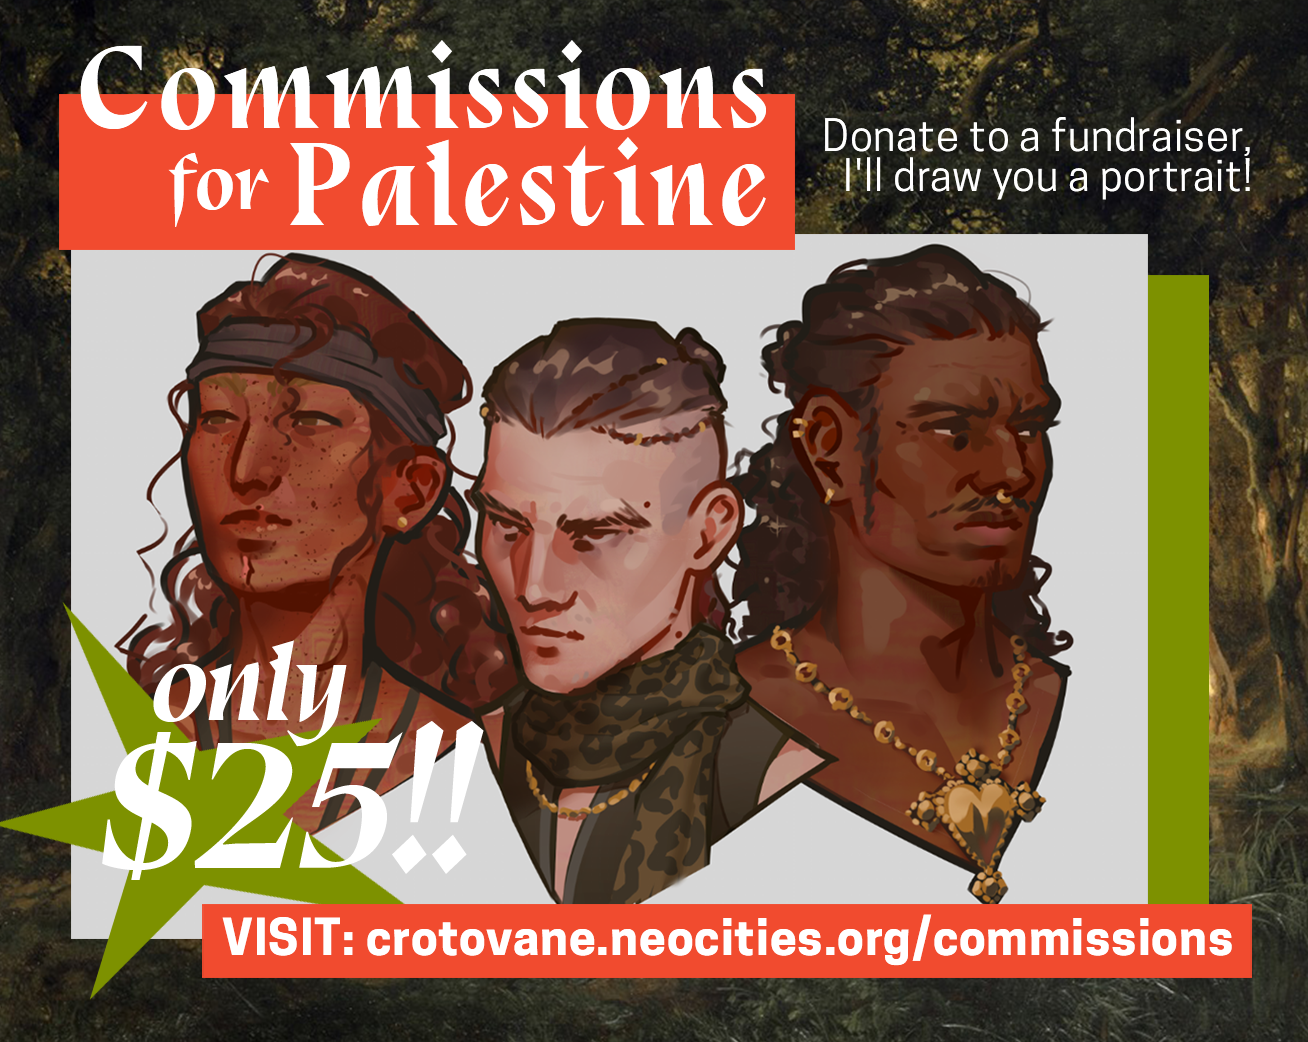 Commissions
for Palestine
Donate to a fundraiser,
I'll draw you a portrait!
only
$25!!
VISIT: crotovane.neocities.org/commissions